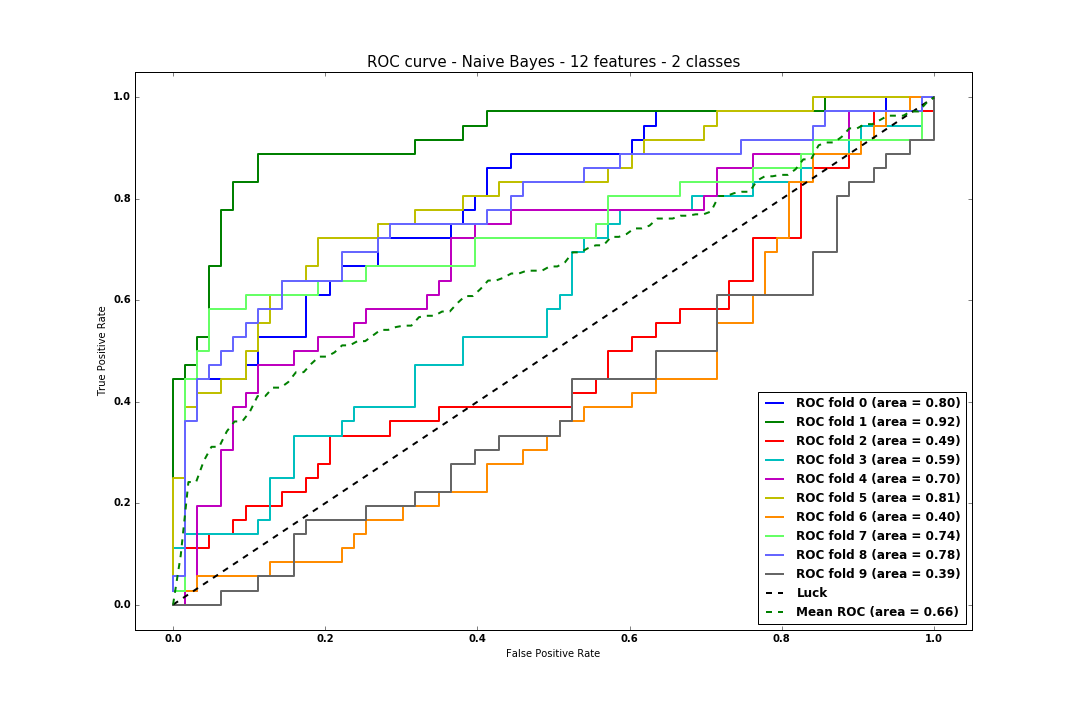 ROC curve - Naive Bayes - 12 features - 2 classes
True Positive Rate
1.0
0.8
0.6
0.4
0.2
0.0
0.0 0.2 0.4 0.6 0.8 1.0
False Positive Rate
ROC fold 0 (area = 0.80)
ROC fold 1 (area = 0.92)
ROC fold 2 (area = 0.49)
ROC fold 3 (area = 0.59)
ROC fold 4 (area = 0.70)
ROC fold 5 (area = 0.81)
ROC fold 6 (area = 0.40)
ROC fold 7 (area = 0.74)
ROC fold 8 (area = 0.78)
ROC fold 9 (area = 0.39)
Luck
Mean ROC (area = 0.66)